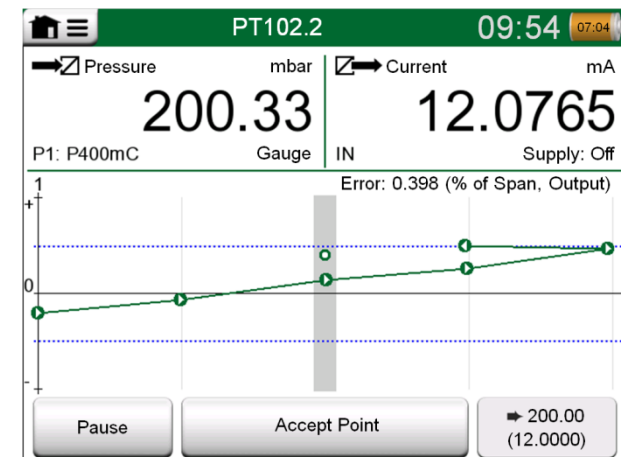 PT102.2
09:54
07:04
Pressure
mbar
200.33
P1: P400mC
Gauge
Current
mA
12.0765
IN
Supply: Off
Error: 0.398 (% of Span, Output)
1
+
0
-
Pause
Accept Point
➡ 200.00
(12.0000)